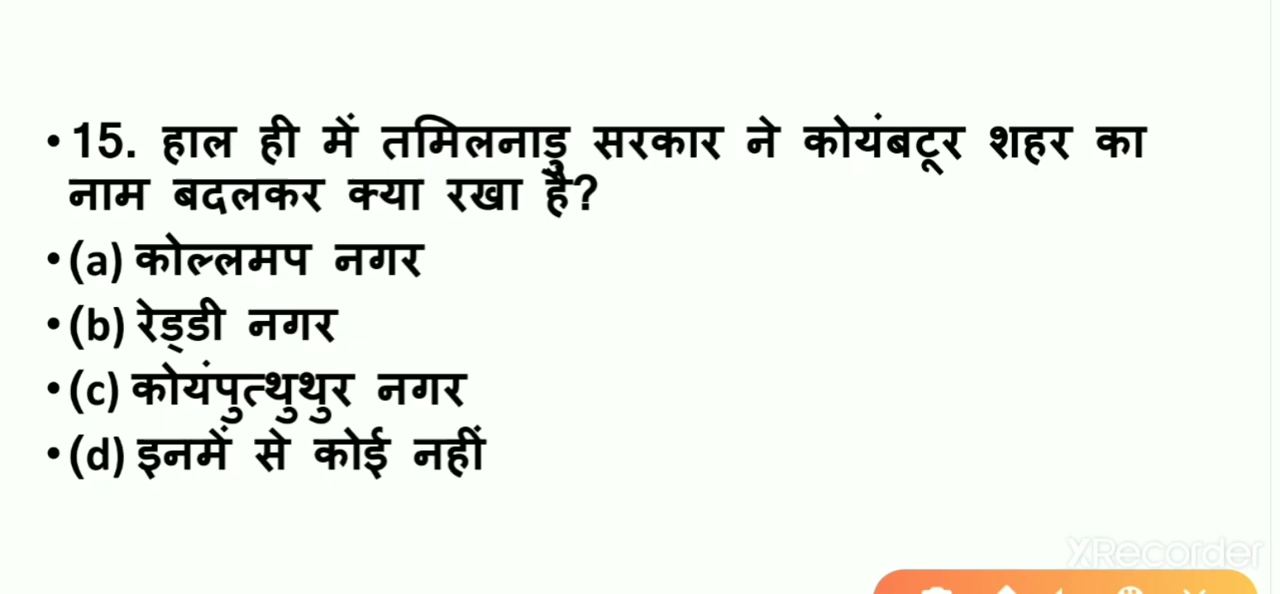 •15. हाल ही में तमिलनाडु सरकार ने कोयंबटूर शहर का
नाम बदलकर क्या रखा है?
•(a) कोल्लमप नगर
•(b) रेड्डी नगर
•(c) कोयंपुत्थुथुर नगर
•(d) इनमें से कोई नहीं
XRecorder